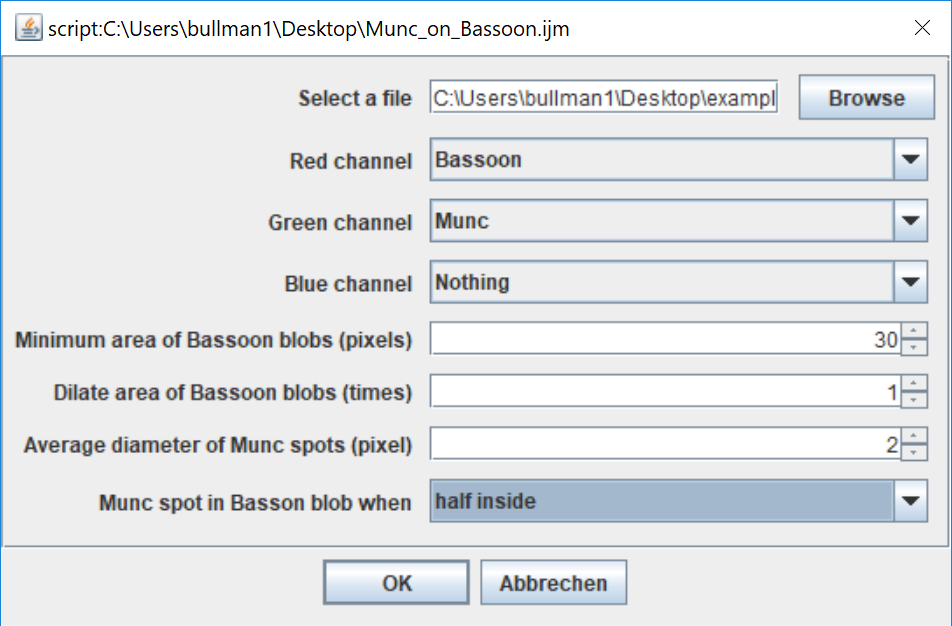 script:C:\Users\bullman1\Desktop\Munc_on_Bassoon.ijm
Select a file C:\Users\bullman1\Desktop\exampl Browse
Red channel Bassoon
Green channel Munc
Blue channel Nothing
Minimum area of Bassoon blobs (pixels) 30
Dilate area of Bassoon blobs (times) 1
Average diameter of Munc spots (pixel) 2
Munc spot in Basson blob when half inside
OK Abbrechen